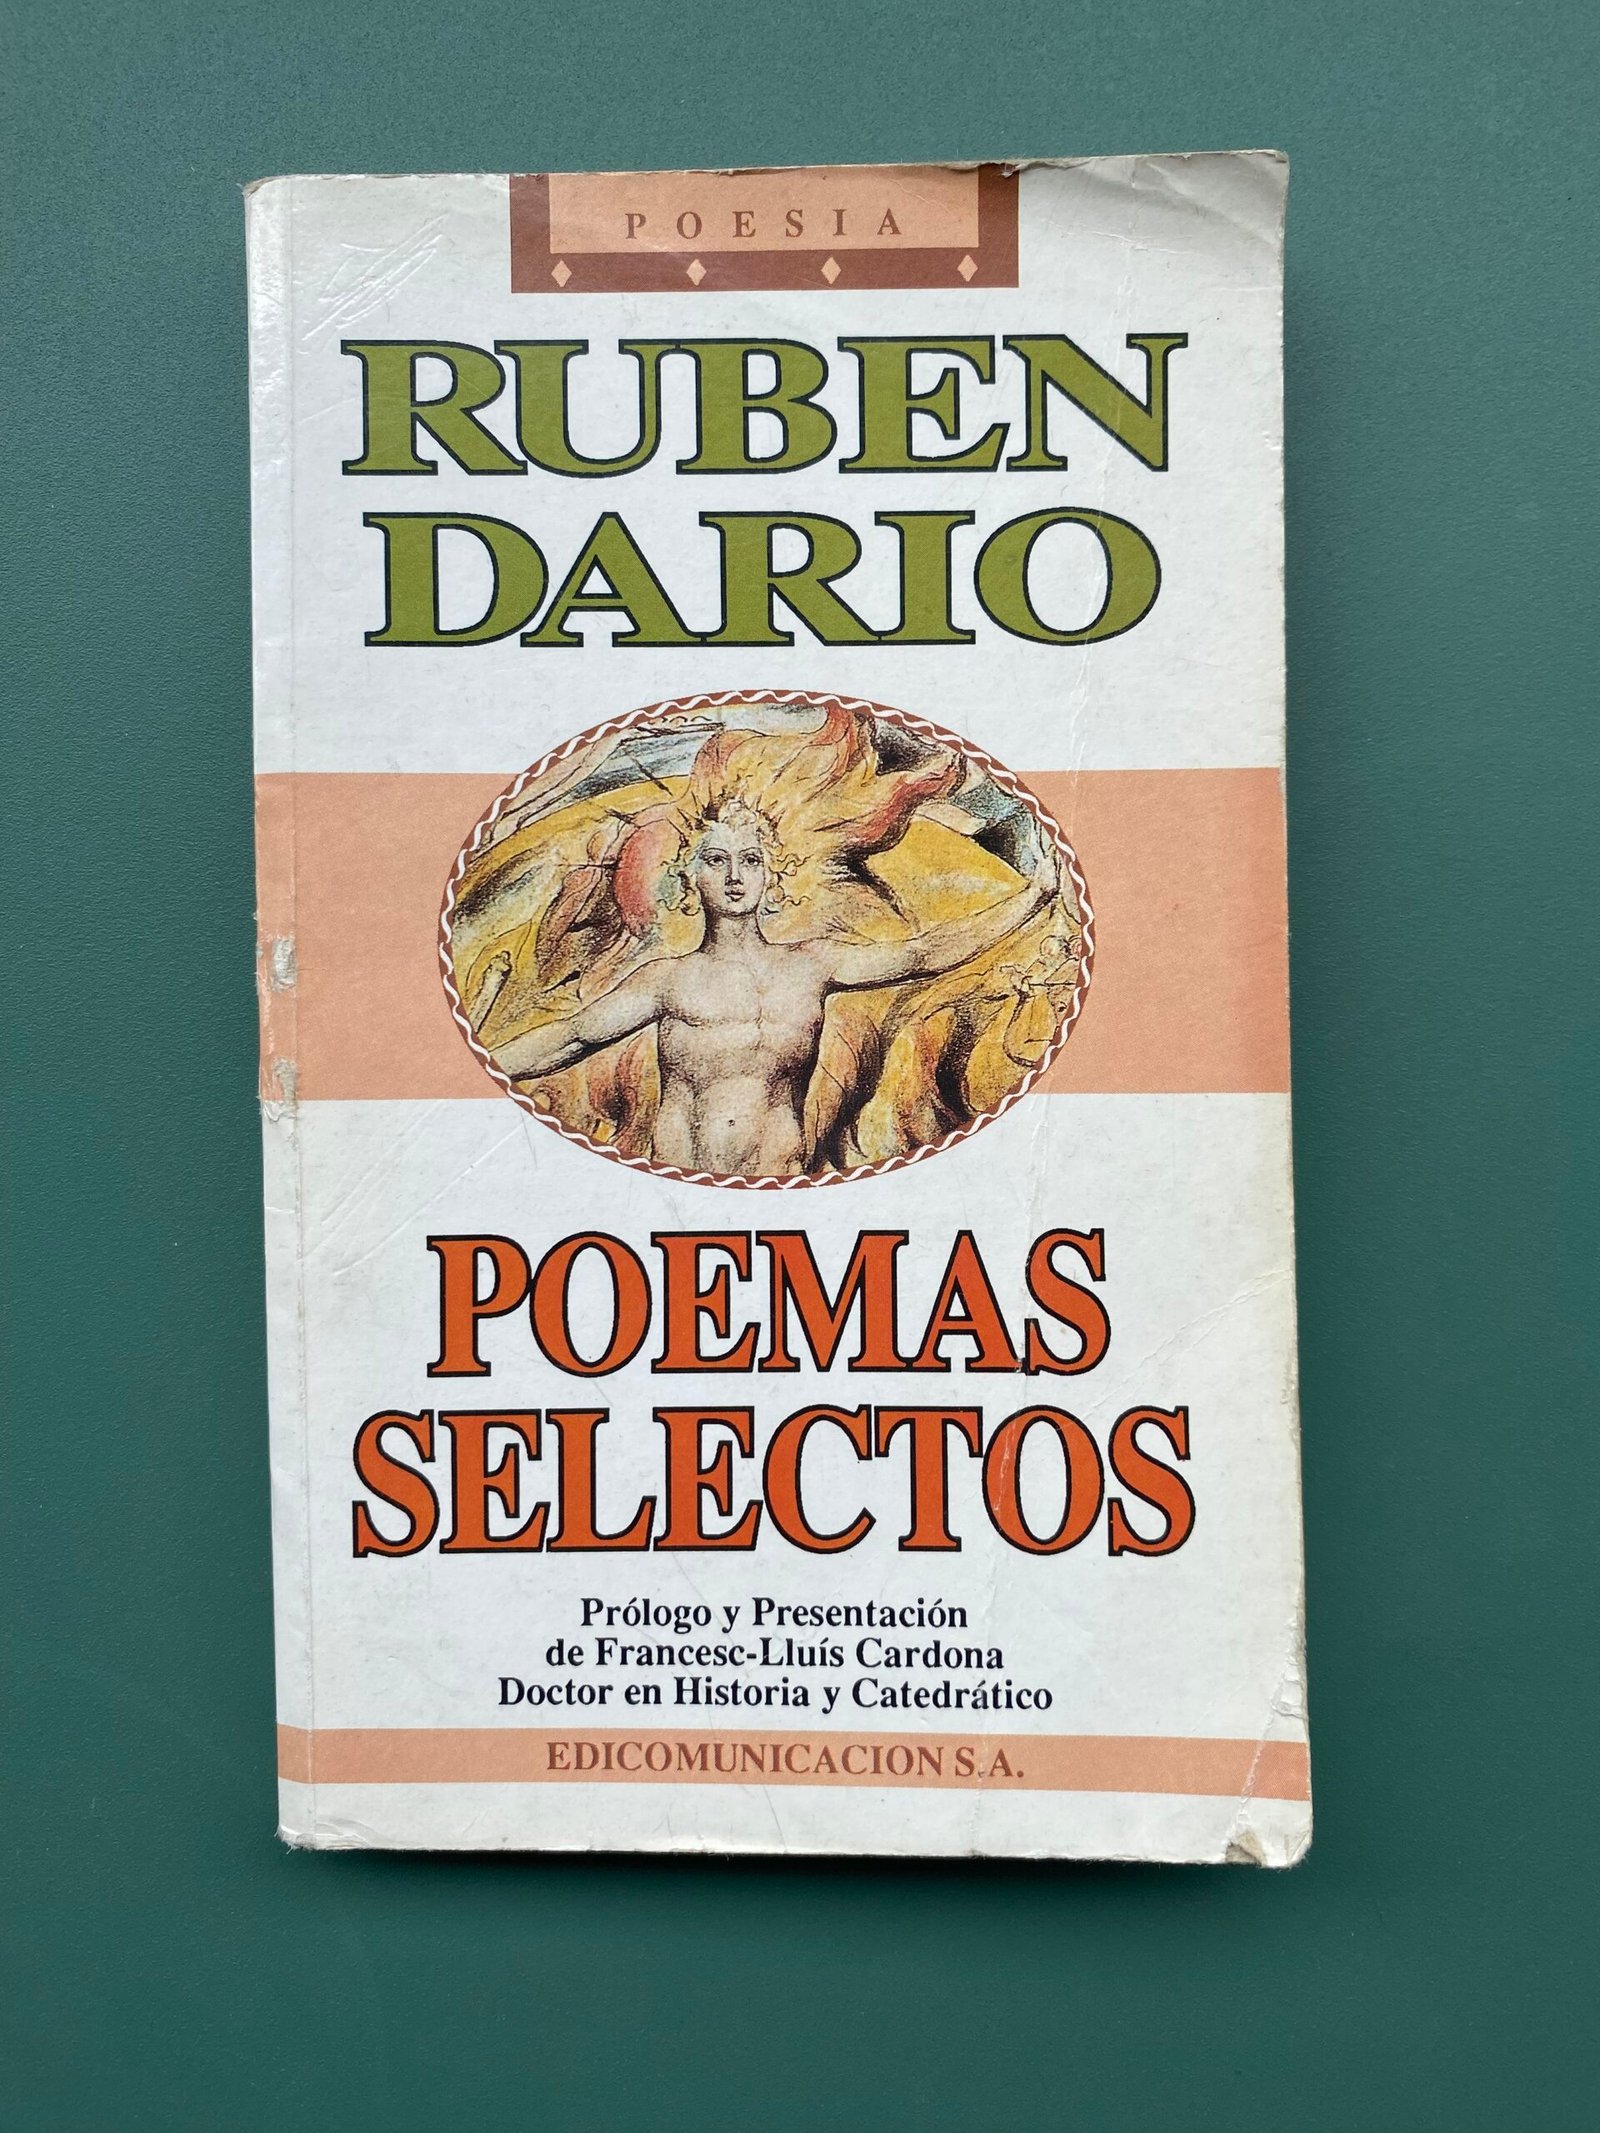 POESIA
RUBEN
DARIO
POEMAS
SELECTOS
Prólogo y Presentación
de Francesc-Lluís Cardona
Doctor en Historia y Catedrático
EDICOMUNICACION S.A.